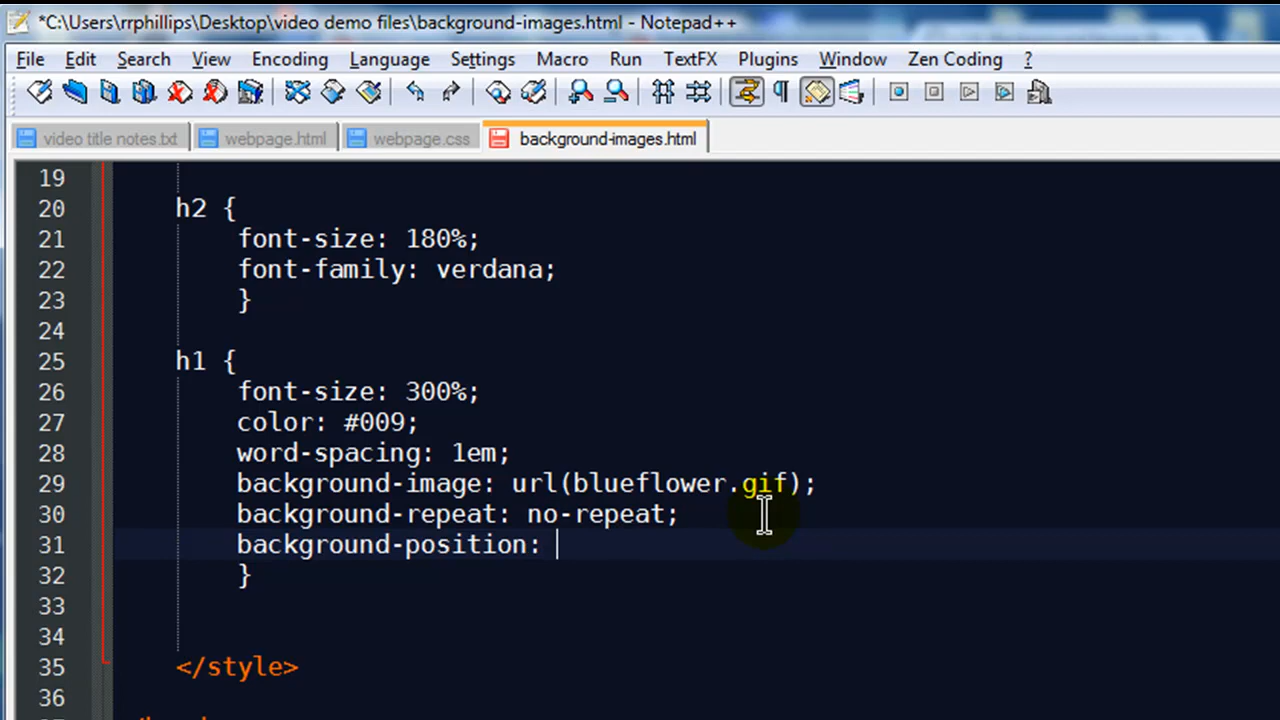 *C:\Users\rrphillips\Desktop\video demo files\background-images.html - Notepad++
File Edit Search View Encoding Language Settings Macro Run TextFX Plugins Window Zen Coding ?
video title notes.txt webpage.html webpage.css background-images.html
19
20 h2 {
21 font-size: 180%;
22 font-family: verdana;
23 }
24
25 h1 {
26 font-size: 300%;
27 color: #009;
28 word-spacing: 1em;
29 background-image: url(blueflower.gif);
30 background-repeat: no-repeat;
31 background-position:
32 }
33
34
35 </style>
36